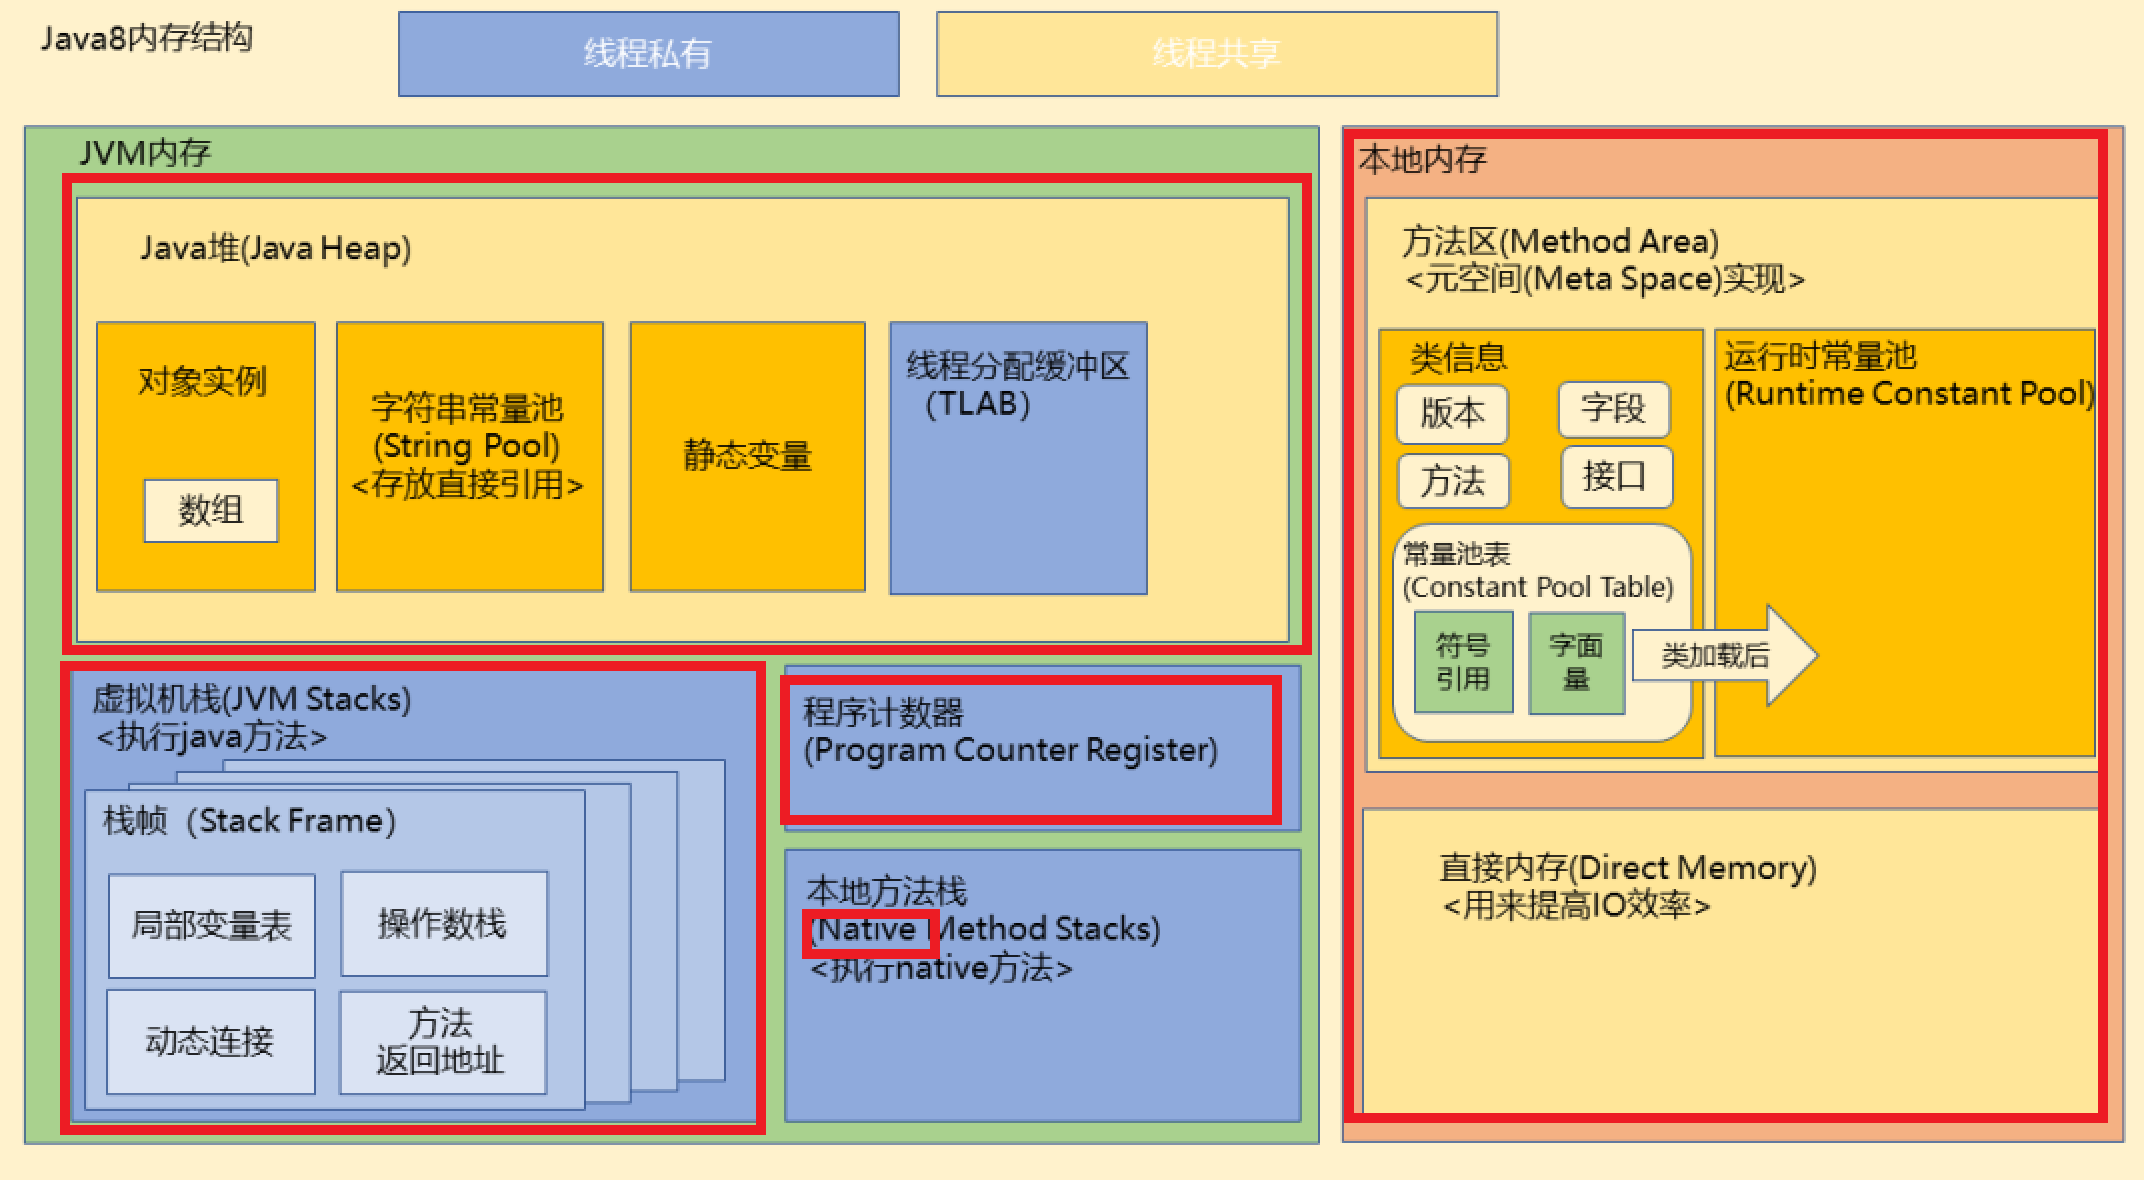 Java8内存结构
线程私有
线程共享
JVM内存
Java堆(Java Heap)
对象实例
数组
字符串常量池
(String Pool)
<存放直接引用>
静态变量
线程分配缓冲区
（TLAB）
虚拟机栈(JVM Stacks)
<执行java方法>
栈帧（Stack Frame）
局部变量表
操作数栈
动态连接
方法
返回地址
程序计数器
(Program Counter Register)
本地方法栈
(Native Method Stacks)
<执行native方法>
本地内存
方法区(Method Area)
<元空间(Meta Space)实现>
类信息
版本
字段
方法
接口
常量池表
(Constant Pool Table)
符号
引用
字面
量
类加载后
运行时常量池
(Runtime Constant Pool)
直接内存(Direct Memory)
<用来提高IO效率>